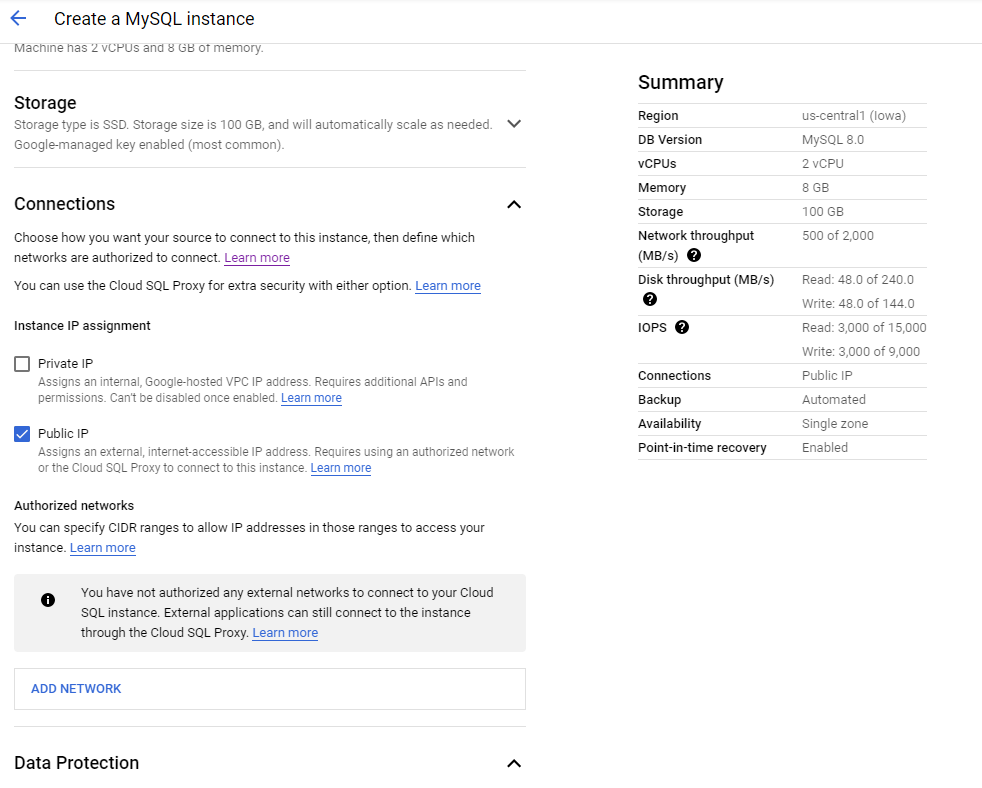 Create a MySQL instance
Machine has 2 vCPUs and 8 GB of memory.
Storage
Storage type is SSD. Storage size is 100 GB, and will automatically scale as needed.
Google-managed key enabled (most common).
Connections
Choose how you want your source to connect to this instance, then define which
networks are authorized to connect. Learn more
You can use the Cloud SQL Proxy for extra security with either option. Learn more
Instance IP assignment
Private IP
Assigns an internal, Google-hosted VPC IP address. Requires additional APIs and
permissions. Can't be disabled once enabled. Learn more
Public IP
Assigns an external, internet-accessible IP address. Requires using an authorized network
or the Cloud SQL Proxy to connect to this instance. Learn more
Authorized networks
You can specify CIDR ranges to allow IP addresses in those ranges to access your
instance. Learn more
You have not authorized any external networks to connect to your Cloud
SQL instance. External applications can still connect to the instance
through the Cloud SQL Proxy. Learn more
ADD NETWORK
Data Protection
Summary
Region us-central1 (Iowa)
DB Version MySQL 8.0
vCPUs 2 vCPU
Memory 8 GB
Storage 100 GB
Network throughput 500 of 2,000
(MB/s)
Disk throughput (MB/s) Read: 48.0 of 240.0
Write: 48.0 of 144.0
IOPS Read: 3,000 of 15,000
Write: 3,000 of 9,000
Connections Public IP
Backup Automated
Availability Single zone
Point-in-time recovery Enabled